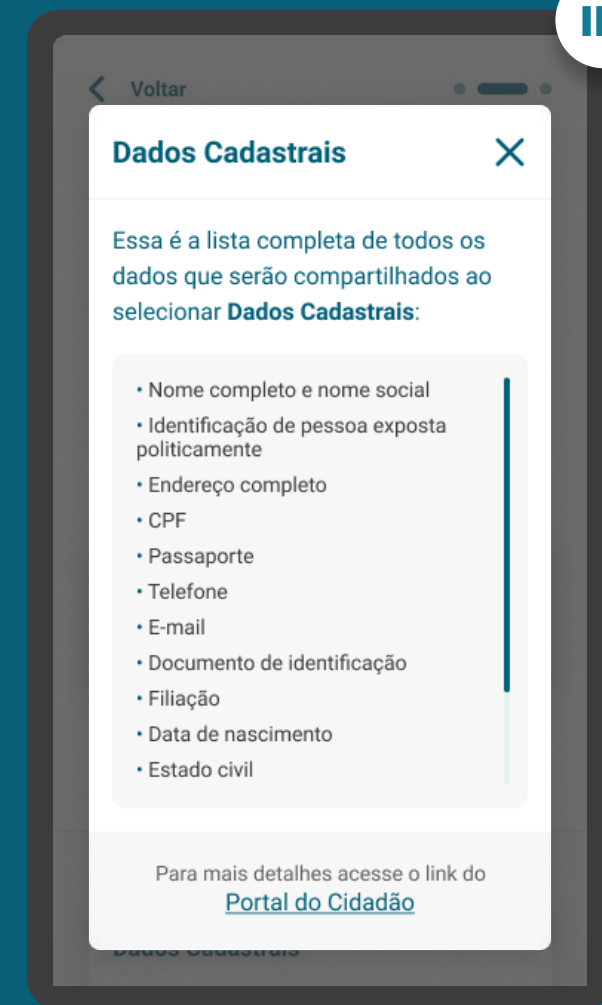 Voltar
Dados Cadastrais
Essa é a lista completa de todos os
dados que serão compartilhados ao
selecionar Dados Cadastrais:
• Nome completo e nome social
• Identificação de pessoa exposta
politicamente
• Endereço completo
• CPF
• Passaporte
• Telefone
• E-mail
• Documento de identificação
• Filiação
• Data de nascimento
• Estado civil
Para mais detalhes acesse o link do
Portal do Cidadão
Dados Cadastrais